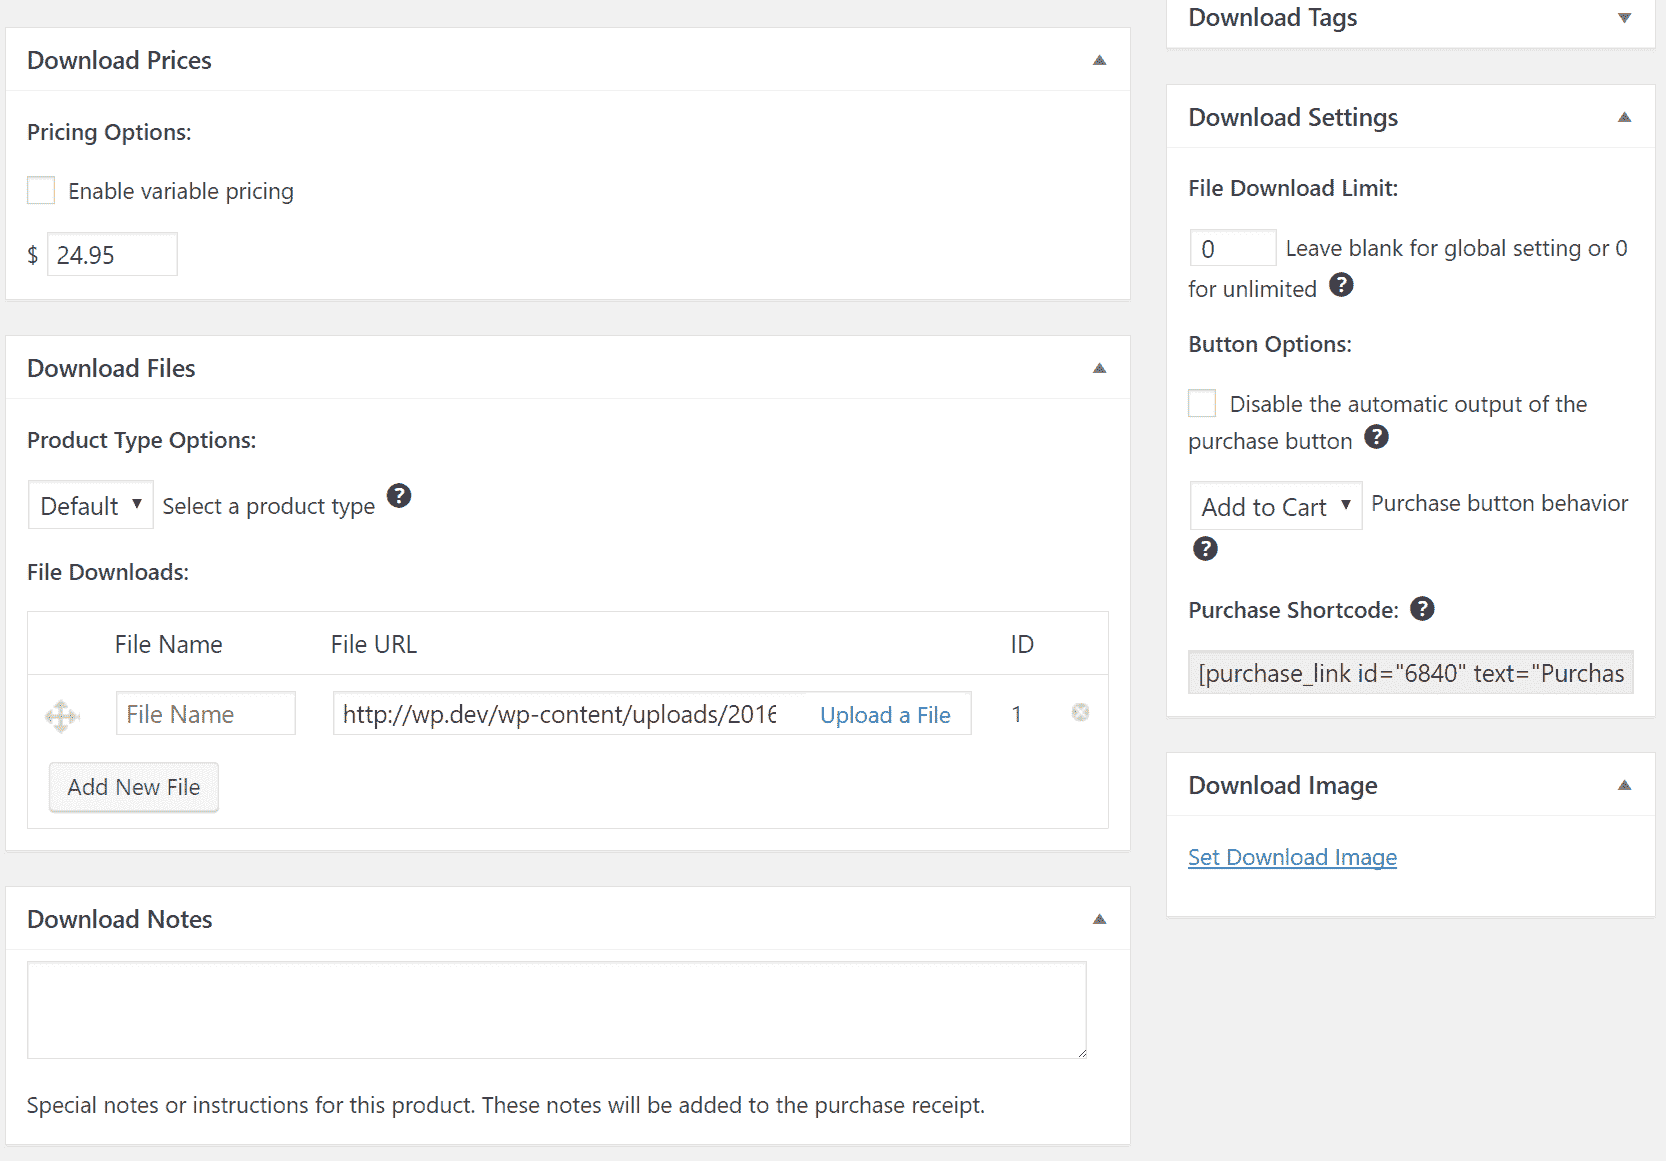 Download Prices
Pricing Options:
Enable variable pricing
$ 24.95
Download Files
Product Type Options:
Default Select a product type ?
File Downloads:
File Name File URL ID
File Name http://wp.dev/wp-content/uploads/2016 Upload a File 1
Add New File
Download Notes
Special notes or instructions for this product. These notes will be added to the purchase receipt.
Download Tags
Download Settings
File Download Limit:
0 Leave blank for global setting or 0
for unlimited ?
Button Options:
Disable the automatic output of the
purchase button ?
Add to Cart Purchase button behavior
?
Purchase Shortcode: ?
[purchase_link id="6840" text="Purchas
Download Image
Set Download Image